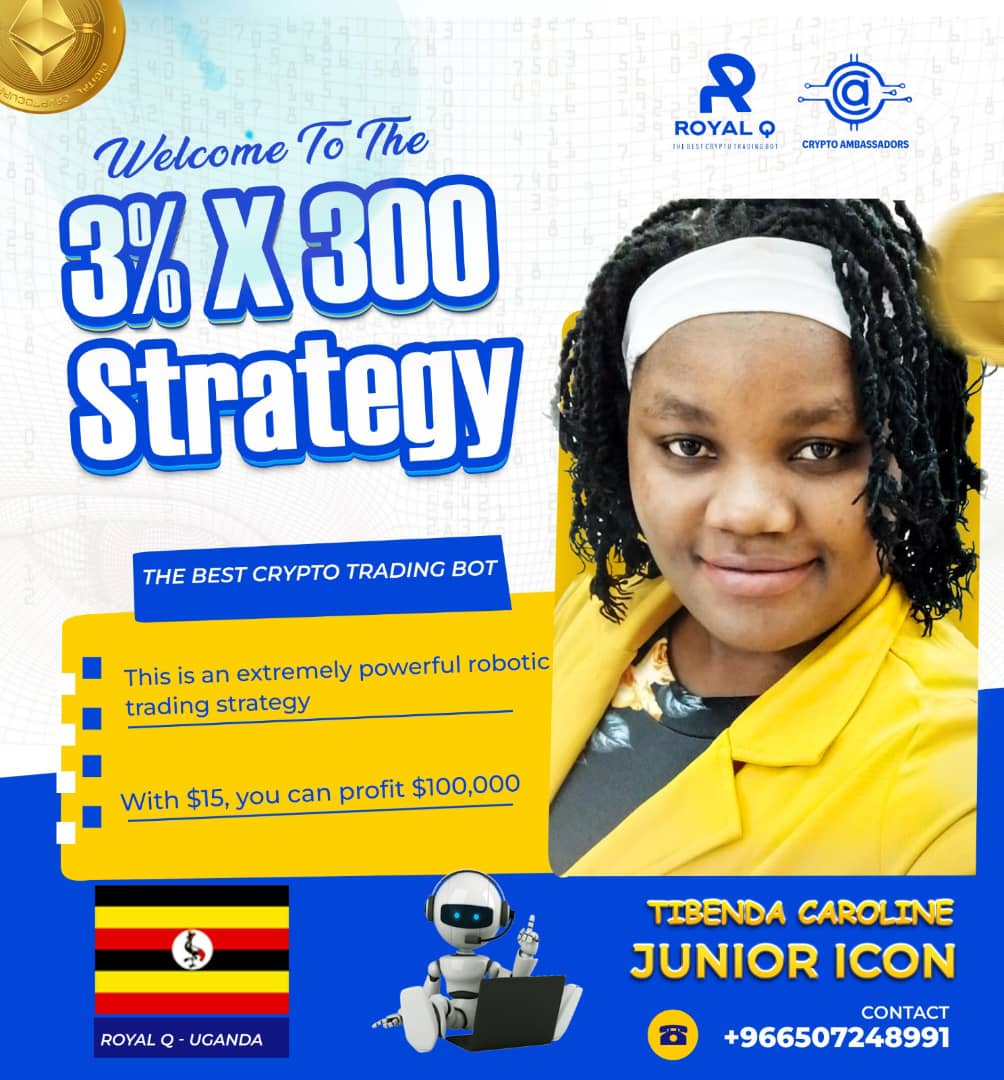 Welcome To The
3% X 300
Strategy
ROYAL Q
THE BEST CRYPTO TRADING BOT
CRYPTO AMBASSADORS
THE BEST CRYPTO TRADING BOT
This is an extremely powerful robotic
trading strategy
With $15, you can profit $100,000
ROYAL Q - UGANDA
TIBENDA CAROLINE
JUNIOR ICON
CONTACT
+966507248991